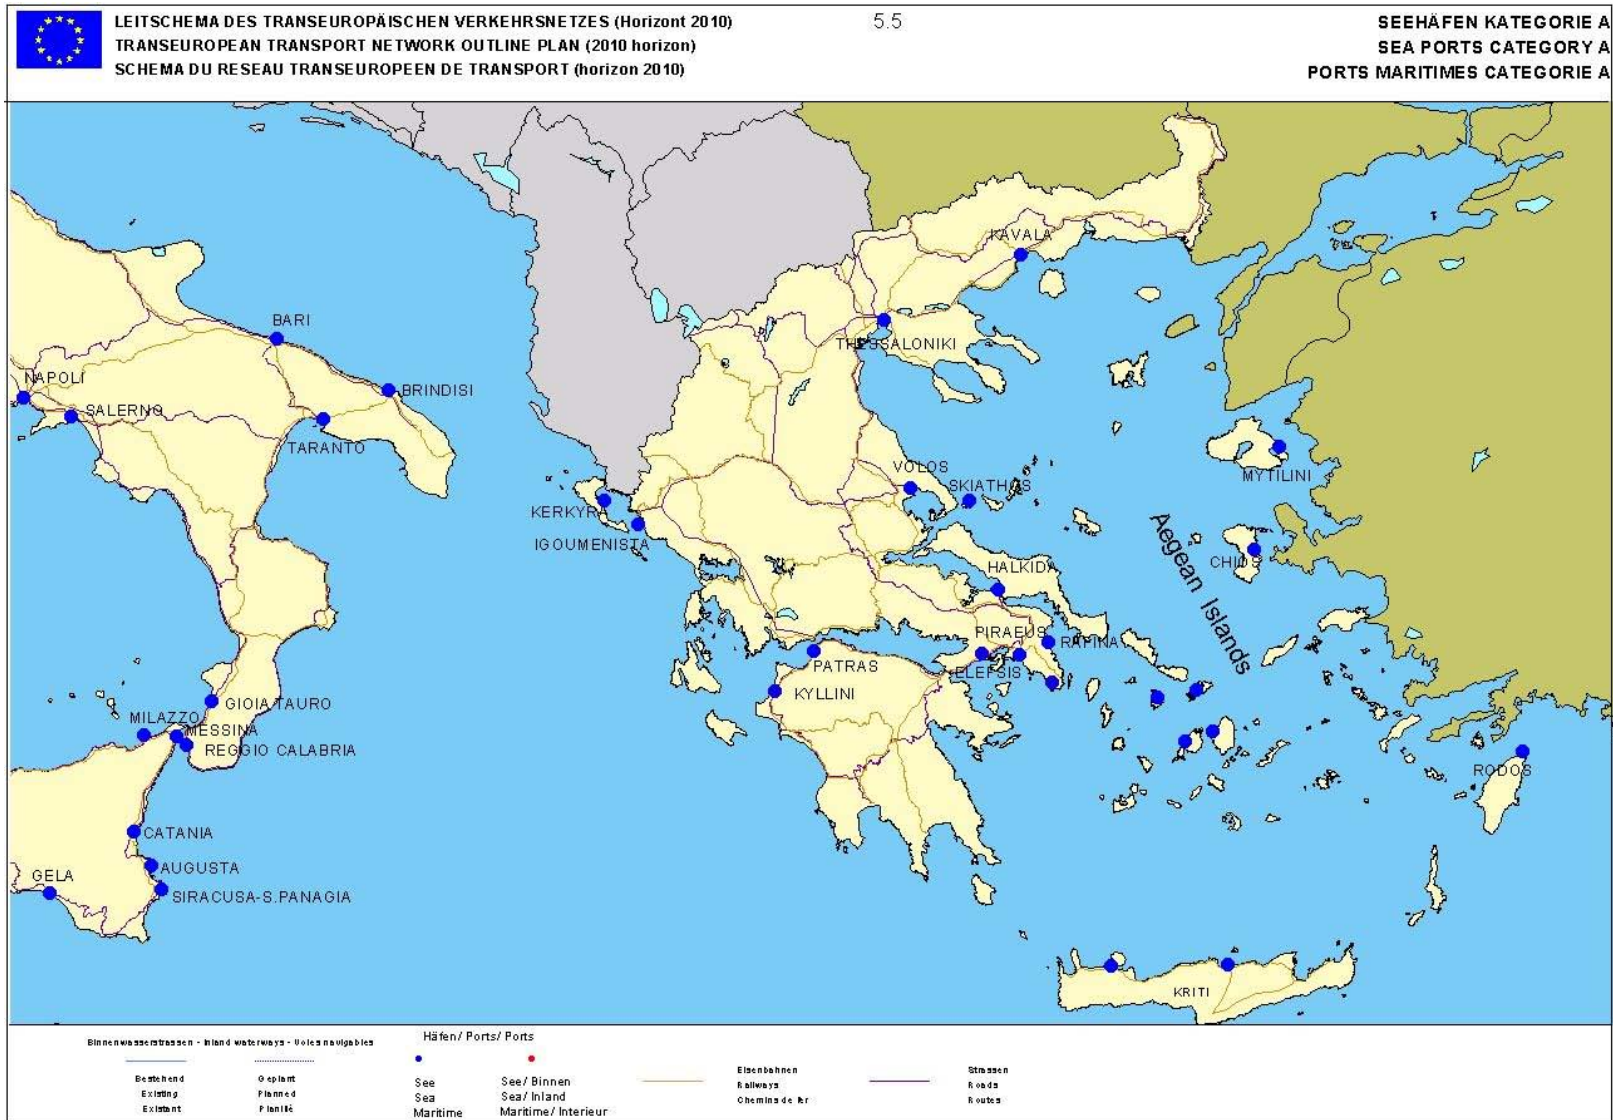 LEITSCHEMA DES TRANSEUROPÄISCHEN VERKEHRSNETZES (Horizont 2010)
TRANSEUROPEAN TRANSPORT NETWORK OUTLINE PLAN (2010 horizon)
SCHEMA DU RESEAU TRANSEUROPEEN DE TRANSPORT (horizon 2010)
5.5
SEEHÄFEN KATEGORIE A
SEA PORTS CATEGORY A
PORTS MARITIMES CATEGORIE A
KAVALA
BARI
THESSALONIKI
NAPOLI
BRINDISI
SALERNO
TARANTO
VOLOS
MYTILINI
SKIATHOS
KERKYRA
IGOUMENISTA
Aegean Islands
CHIOS
HALKIDA
PIRAEUS
RAFINA
PATRAS
ELEFSIS
KYLLINI
GIOIA TAURO
MILAZZO
MESSINA
REGGIO CALABRIA
RODOS
CATANIA
AUGUSTA
GELA
SIRACUSA-S.PANAGIA
KRITI
Binnenwasserstrassen - Inland waterways - Voies navigables
Bestehend
Existing
Existant
Geplant
Planned
Planifié
Häfen/ Ports/ Ports
See
Sea
Maritime
See/ Binnen
Sea/ Inland
Maritime/ Interieur
Eisenbahnen
Railways
Chemins de fer
Strassen
Roads
Routes